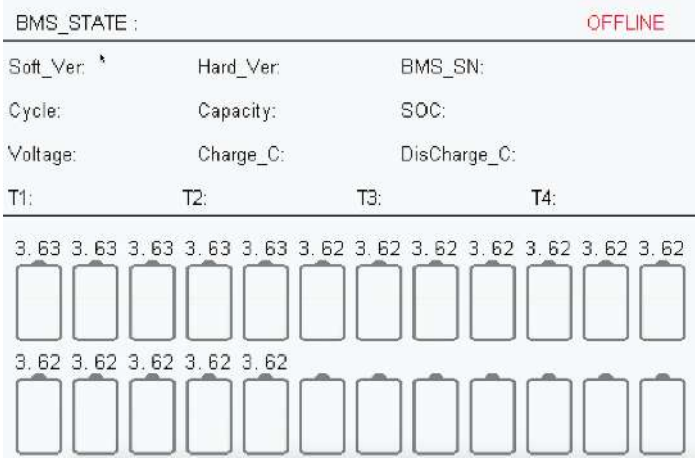 BMS_STATE : OFFLINE
Soft_Ver: Hard_Ver: BMS_SN:
Cycle: Capacity: SOC:
Voltage: Charge_C: DisCharge_C:
T1: T2: T3: T4:
3.63 3.63 3.63 3.63 3.63 3.62 3.62 3.62 3.62 3.62 3.62 3.62
3.62 3.62 3.62 3.62 3.62